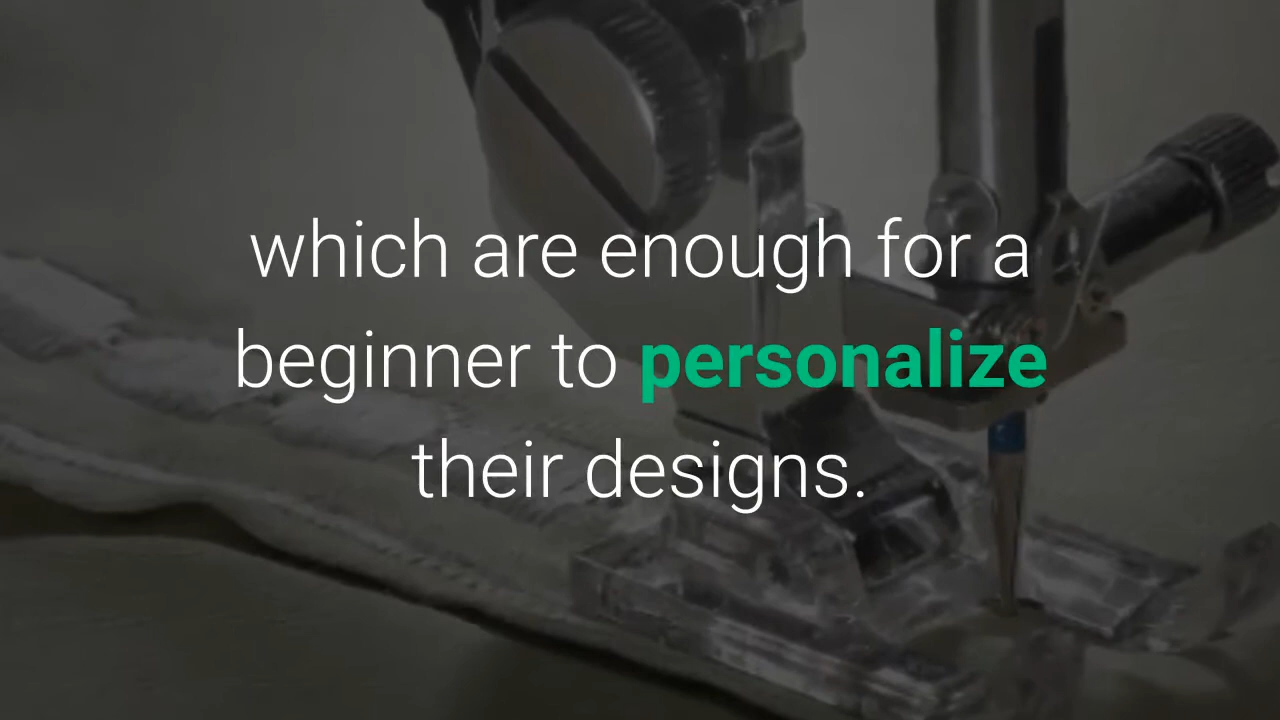 which are enough for a
beginner to personalize
their designs.